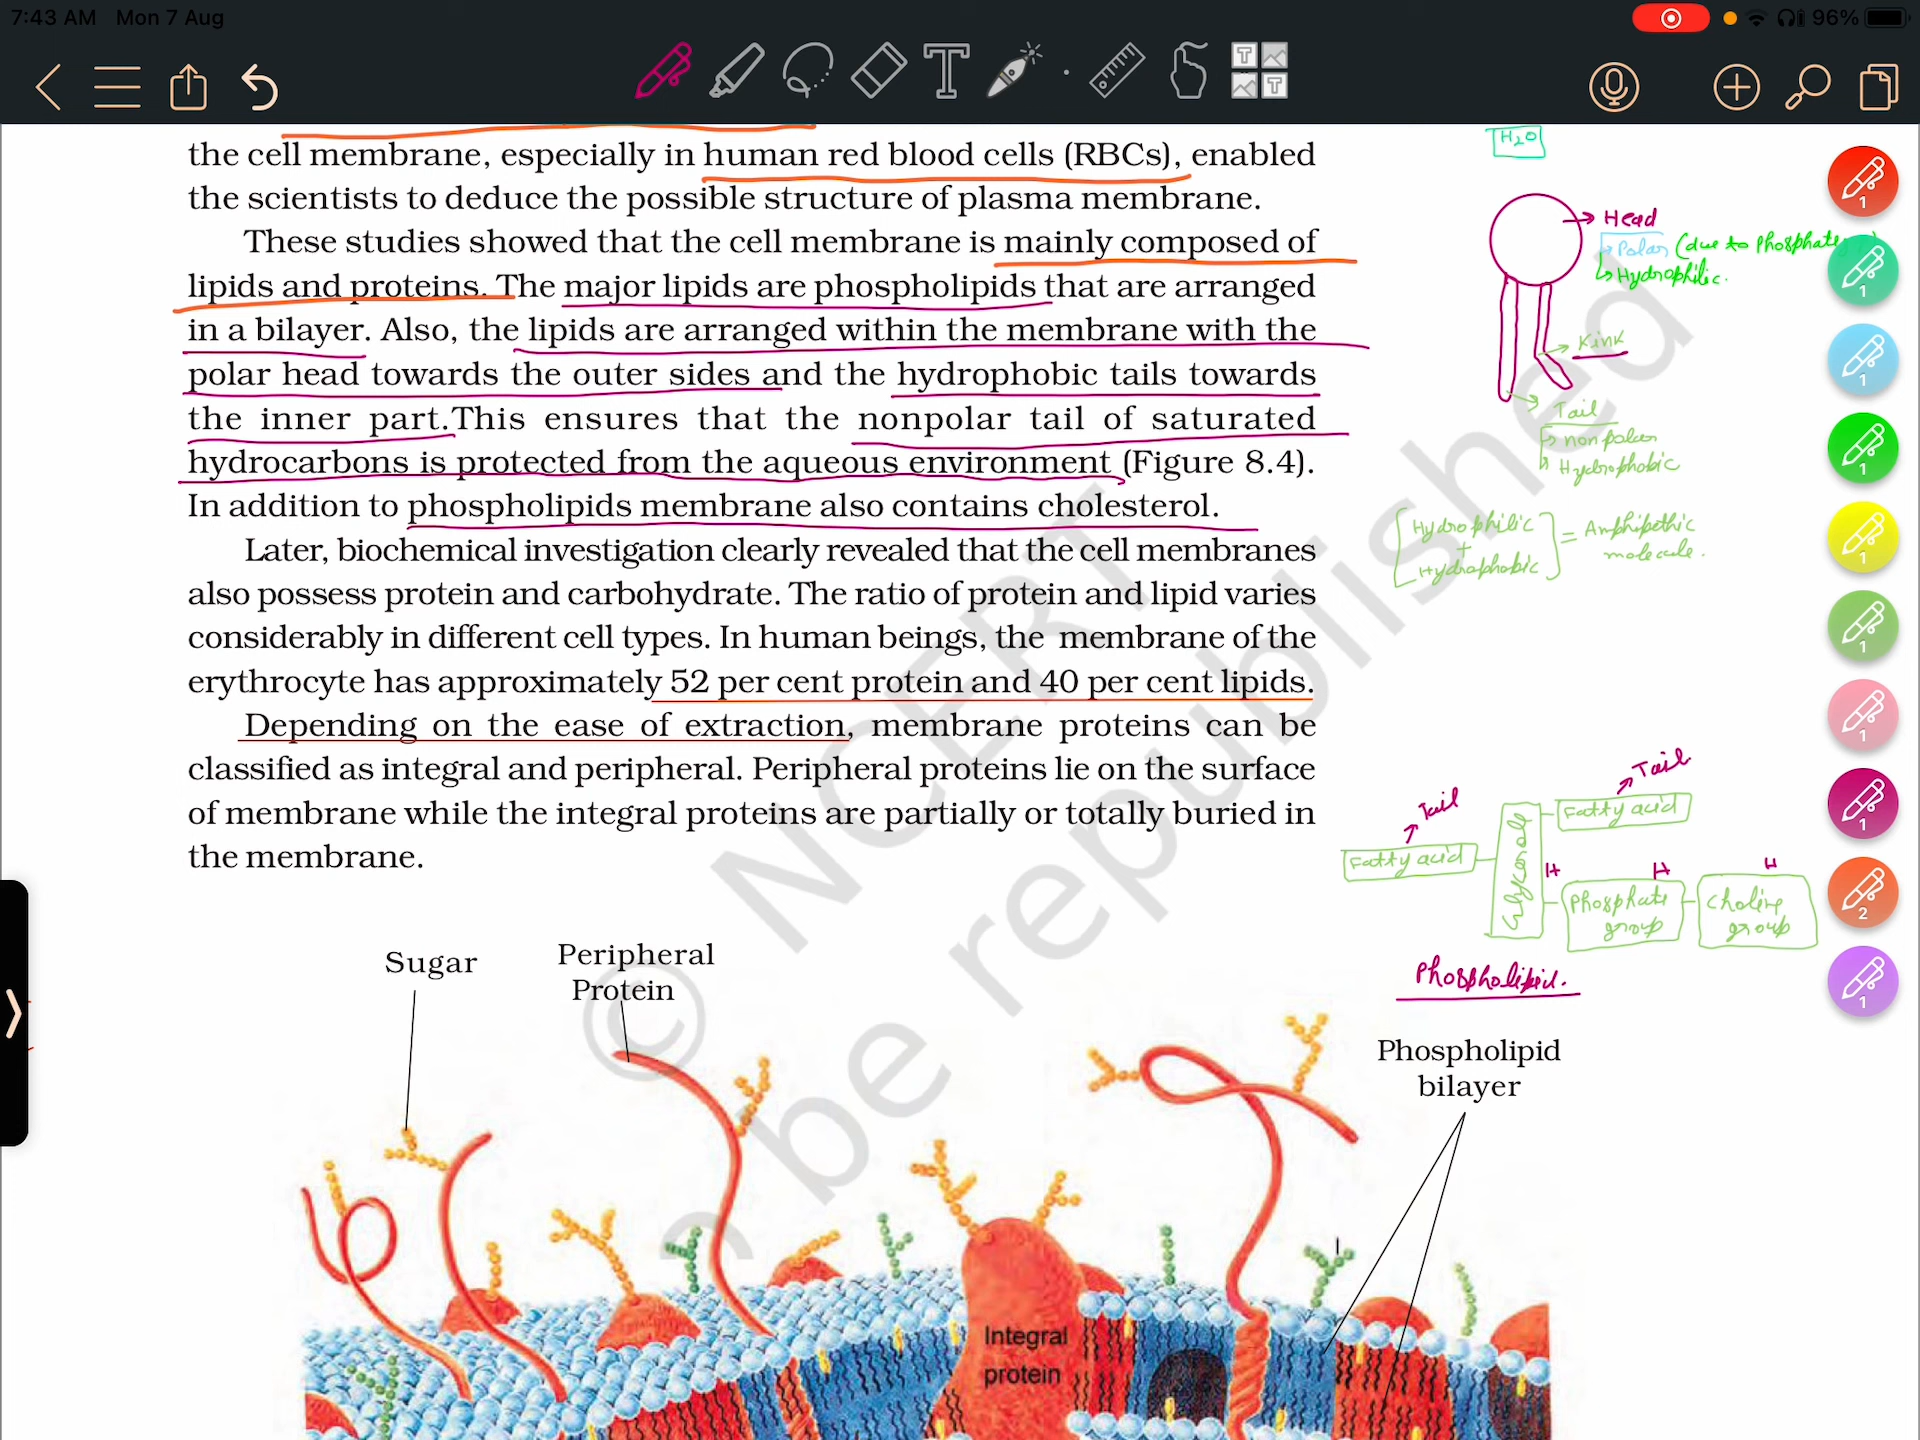 7:43 AM Mon 7 Aug
96%
the cell membrane, especially in human red blood cells (RBCs), enabled
the scientists to deduce the possible structure of plasma membrane.
These studies showed that the cell membrane is mainly composed of
lipids and proteins. The major lipids are phospholipids that are arranged
in a bilayer. Also, the lipids are arranged within the membrane with the
polar head towards the outer sides and the hydrophobic tails towards
the inner part.This ensures that the nonpolar tail of saturated
hydrocarbons is protected from the aqueous environment (Figure 8.4).
In addition to phospholipids membrane also contains cholesterol.
Later, biochemical investigation clearly revealed that the cell membranes
also possess protein and carbohydrate. The ratio of protein and lipid varies
considerably in different cell types. In human beings, the membrane of the
erythrocyte has approximately 52 per cent protein and 40 per cent lipids.
Depending on the ease of extraction, membrane proteins can be
classified as integral and peripheral. Peripheral proteins lie on the surface
of membrane while the integral proteins are partially or totally buried in
the membrane.
H2O
Head
Polar (due to Phosphate
Hydrophilic.
Kink
Tail
non polar
Hydrophobic
[Hydrophilic
+
Hydrophobic] = Amphipathic
molecule.
Tail
Tail
Fatty acid
Fatty acid
Glycerole
H
H
H
Phosphate
group
Choline
group
Phospholipid.
Sugar
Peripheral
Protein
Phospholipid
bilayer
Integral
protein
© NCERT
be republished
1
1
1
1
1
1
1
1
2
1